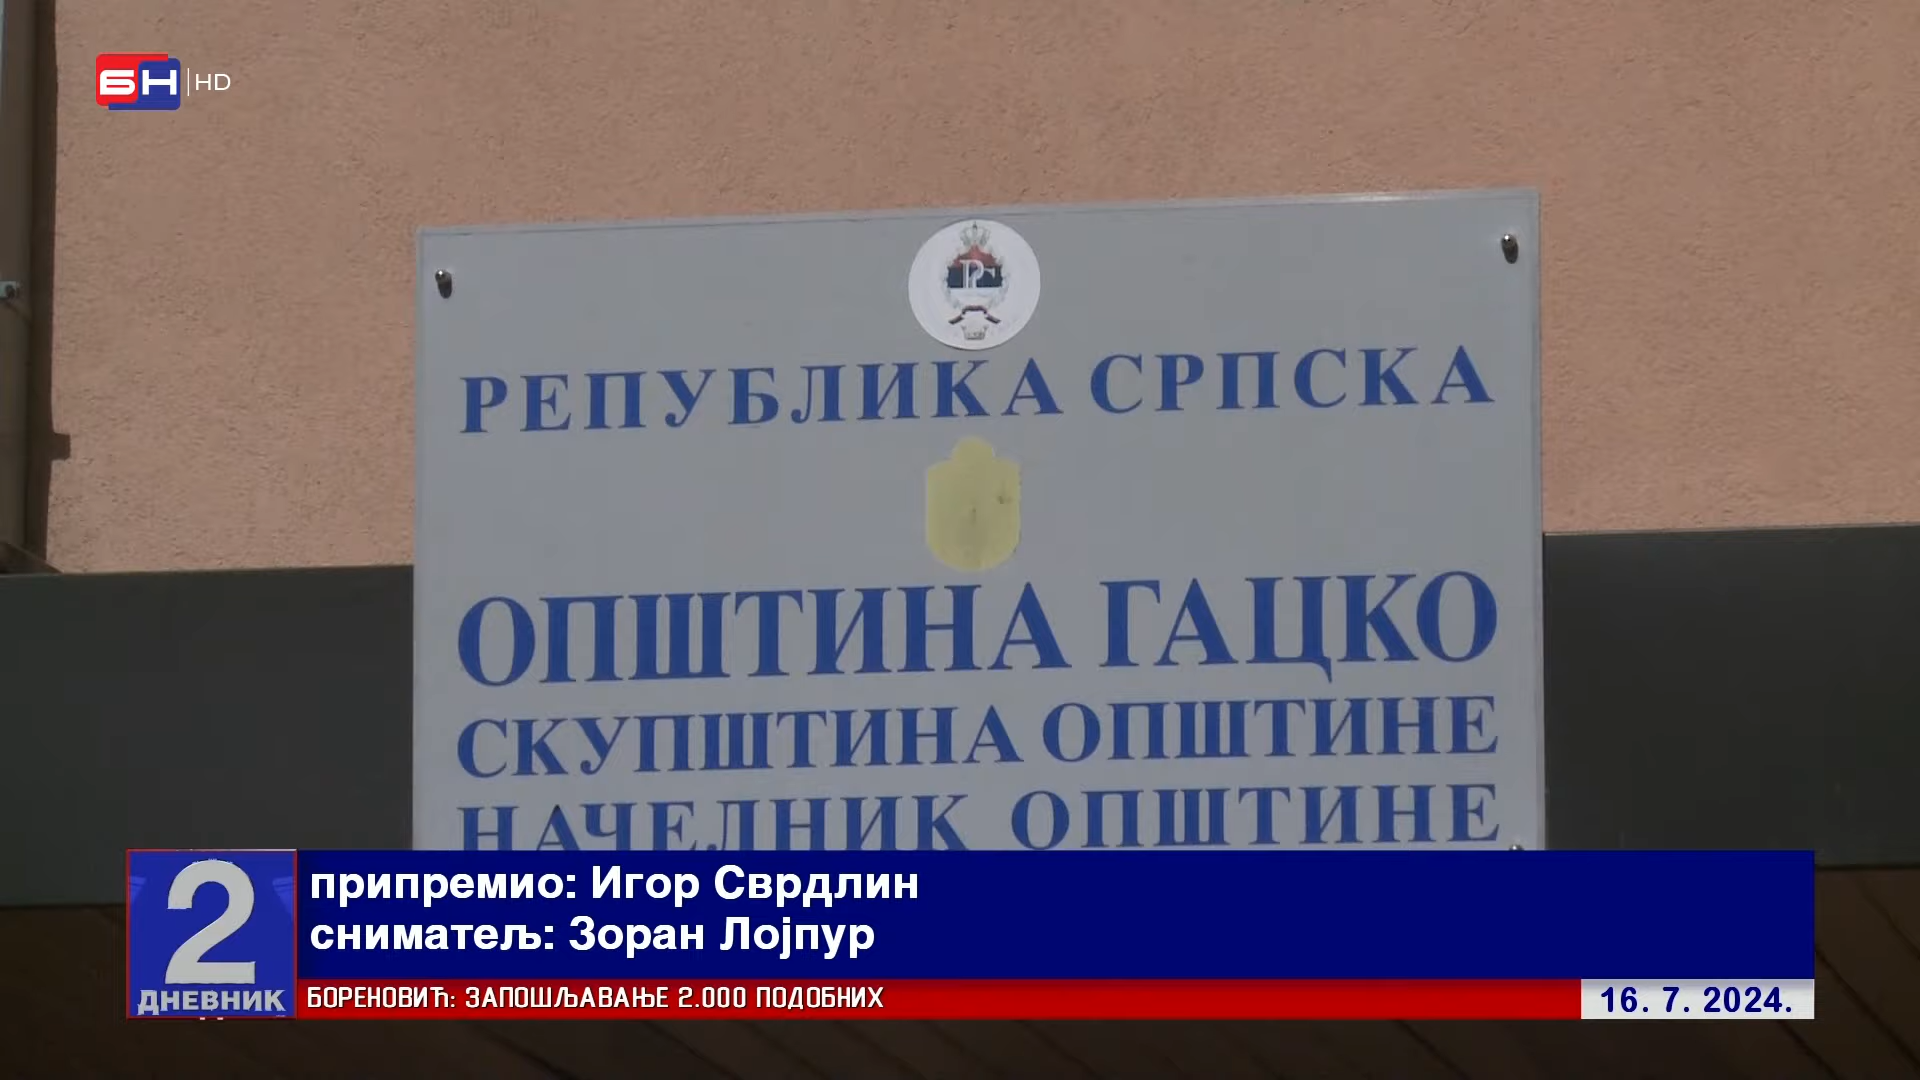 БН HD
РЕПУБЛИКА СРПСКА
ОПШТИНА ГАЦКО
СКУПШТИНА ОПШТИНЕ
НАЧЕЛНИК ОПШТИНЕ
припремио: Игор Сврдлин
сниматељ: Зоран Лојпур
2
ДНЕВНИК
БОРЕНОВИЋ: ЗАПОШЉАВАЊЕ 2.000 ПОДОБНИХ
16. 7. 2024.